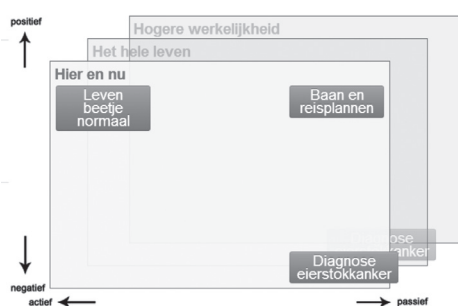 positief
Hogere werkelijkheid
Het hele leven
Hier en nu
Leven
beetje
normaal
Baan en
reisplannen
Diagnose
eierstokkanker
negatief
actief
passief